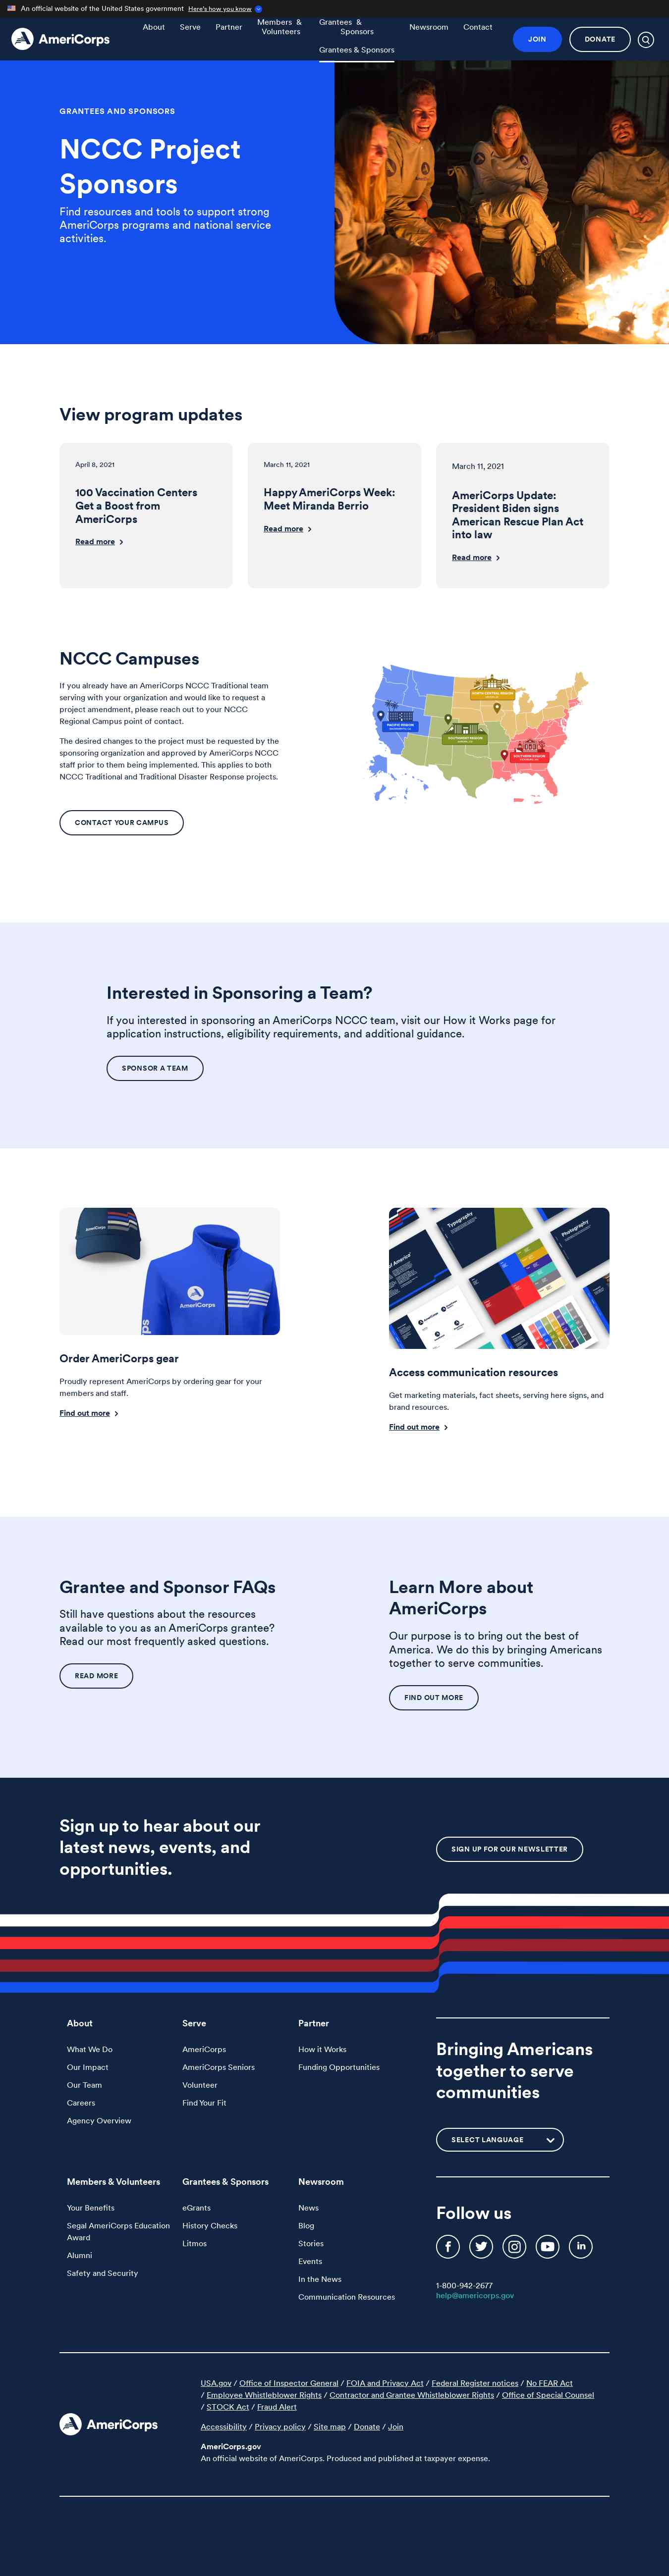 An official website of the United States government Here's how you know
AmeriCorps
About
Serve
Partner
Members &
Volunteers
Grantees &
Sponsors
Grantees & Sponsors
Newsroom
Contact
JOIN
DONATE
GRANTEES AND SPONSORS
NCCC Project
Sponsors
Find resources and tools to support strong
AmeriCorps programs and national service
activities.
View program updates
April 8, 2021
100 Vaccination Centers
Get a Boost from
AmeriCorps
Read more
March 11, 2021
Happy AmeriCorps Week:
Meet Miranda Berrio
Read more
March 11, 2021
AmeriCorps Update:
President Biden signs
American Rescue Plan Act
into law
Read more
NCCC Campuses
If you already have an AmeriCorps NCCC Traditional team
serving with your organization and would like to request a
project amendment, please reach out to your NCCC
Regional Campus point of contact.
The desired changes to the project must be requested by the
sponsoring organization and approved by AmeriCorps NCCC
staff prior to them being implemented. This applies to both
NCCC Traditional and Traditional Disaster Response projects.
CONTACT YOUR CAMPUS
NORTH CENTRAL REGION
PACIFIC REGION
SOUTHWEST REGION
SOUTHERN REGION
Interested in Sponsoring a Team?
If you interested in sponsoring an AmeriCorps NCCC team, visit our How it Works page for
application instructions, eligibility requirements, and additional guidance.
SPONSOR A TEAM
AmeriCorps
AmeriCorps
Order AmeriCorps gear
Proudly represent AmeriCorps by ordering gear for your
members and staff.
Find out more
Typography
Photography
Access communication resources
Get marketing materials, fact sheets, serving here signs, and
brand resources.
Find out more
Grantee and Sponsor FAQs
Still have questions about the resources
available to you as an AmeriCorps grantee?
Read our most frequently asked questions.
READ MORE
Learn More about
AmeriCorps
Our purpose is to bring out the best of
America. We do this by bringing Americans
together to serve communities.
FIND OUT MORE
Sign up to hear about our
latest news, events, and
opportunities.
SIGN UP FOR OUR NEWSLETTER
About
What We Do
Our Impact
Our Team
Careers
Agency Overview
Serve
AmeriCorps
AmeriCorps Seniors
Volunteer
Find Your Fit
Partner
How it Works
Funding Opportunities
Members & Volunteers
Your Benefits
Segal AmeriCorps Education
Award
Alumni
Safety and Security
Grantees & Sponsors
eGrants
History Checks
Litmos
Newsroom
News
Blog
Stories
Events
In the News
Communication Resources
Bringing Americans
together to serve
communities
SELECT LANGUAGE
Follow us
1-800-942-2677
help@americorps.gov
AmeriCorps
USA.gov / Office of Inspector General / FOIA and Privacy Act / Federal Register notices / No FEAR Act
/ Employee Whistleblower Rights / Contractor and Grantee Whistleblower Rights / Office of Special Counsel
/ STOCK Act / Fraud Alert
Accessibility / Privacy policy / Site map / Donate / Join
AmeriCorps.gov
An official website of AmeriCorps. Produced and published at taxpayer expense.